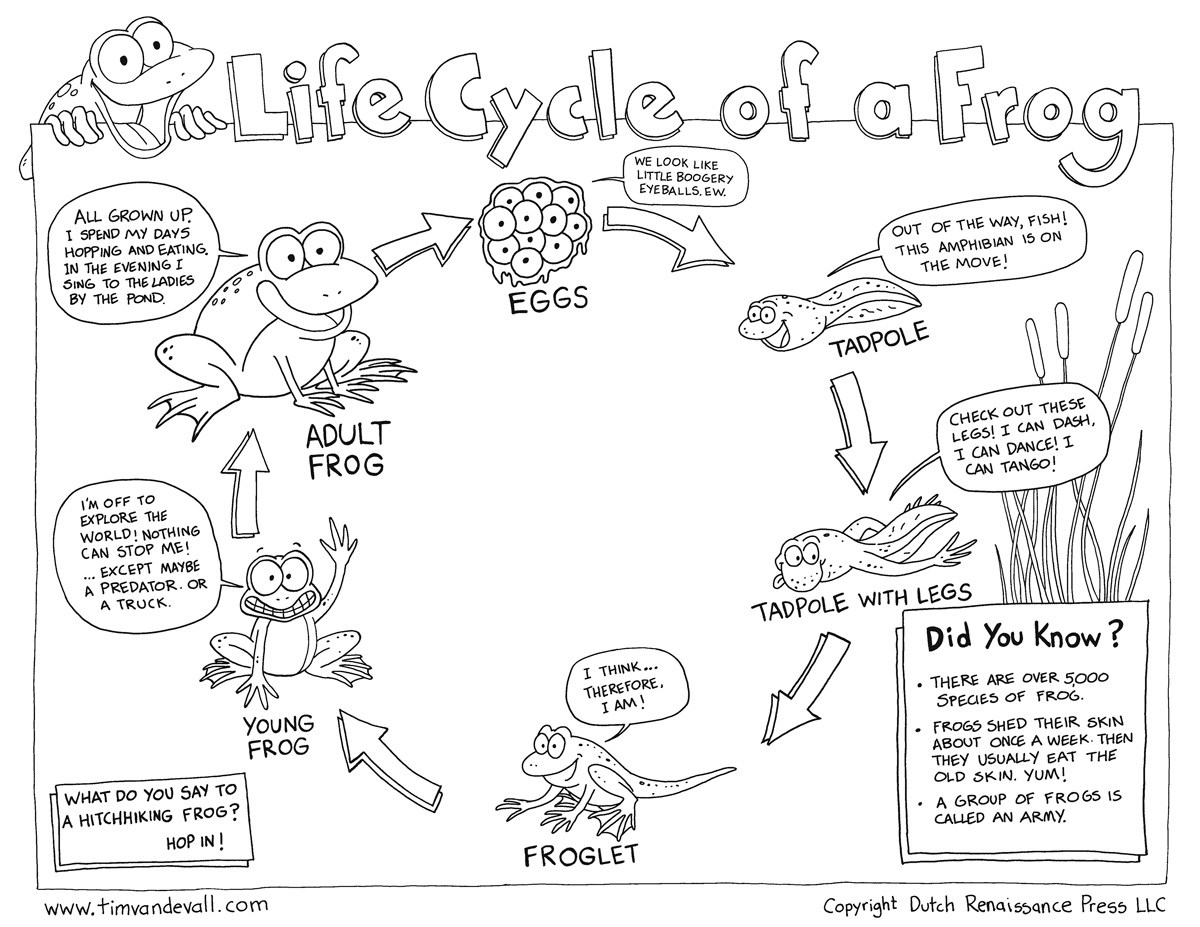 Life Cycle of a Frog
WE LOOK LIKE
LITTLE BOOGERY
EYEBALLS. EW.
EGGS
OUT OF THE WAY, FISH!
THIS AMPHIBIAN IS ON
THE MOVE!
TADPOLE
CHECK OUT THESE
LEGS! I CAN DASH,
I CAN DANCE! I
CAN TANGO!
TADPOLE WITH LEGS
I THINK...
THEREFORE,
I AM!
FROGLET
I'M OFF TO
EXPLORE THE
WORLD! NOTHING
CAN STOP ME!
... EXCEPT MAYBE
A PREDATOR. OR
A TRUCK.
YOUNG
FROG
ALL GROWN UP.
I SPEND MY DAYS
HOPPING AND EATING.
IN THE EVENING I
SING TO THE LADIES
BY THE POND.
ADULT
FROG
WHAT DO YOU SAY TO
A HITCHHIKING FROG?
HOP IN!
Did You Know?
• THERE ARE OVER 5,000
SPECIES OF FROG.
• FROGS SHED THEIR SKIN
ABOUT ONCE A WEEK. THEN
THEY USUALLY EAT THE
OLD SKIN. YUM!
• A GROUP OF FROGS IS
CALLED AN ARMY.
www.timvandevall.com
Copyright Dutch Renaissance Press LLC